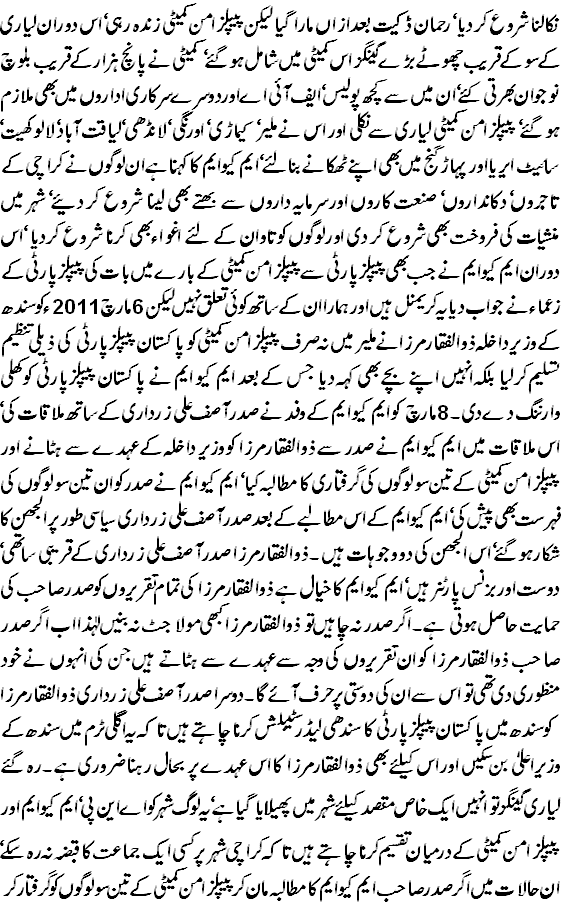 نکالنا شروع کر دیا‘ رحمان ڈکیت بعد ازاں مارا گیا لیکن پیپلز امن کمیٹی زندہ رہی‘ اس دوران لیاری
کے سو کے قریب چھوٹے بڑے گینگز اس کمیٹی میں شامل ہو گئے‘ کمیٹی نے پانچ ہزار کے قریب بلوچ
نوجوان بھرتی کئے‘ ان میں سے کچھ پولیس‘ ایف آئی اے اور دوسرے سرکاری اداروں میں بھی ملازم
ہو گئے‘ پیپلز امن کمیٹی لیاری سے نکلی اور اس نے ملیر‘ کیماڑی‘ اورنگی‘ لانڈھی‘ لیاقت آباد‘ لالو کھیت‘
سائیٹ ایریا اور پہاڑ گنج میں بھی اپنے ٹھکانے بنا لئے‘ ایم کیو ایم کا کہنا ہے ان لوگوں نے کراچی کے
تاجروں‘ دکانداروں‘ صنعت کاروں اور سرمایہ داروں سے بھتے بھی لینا شروع کر دیئے‘ شہر میں
منشیات کی فروخت بھی شروع کر دی اور لوگوں کو تاوان کے لئے اغواء بھی کرنا شروع کر دیا‘ اس
دوران ایم کیو ایم نے جب بھی پیپلز پارٹی سے پیپلز امن کمیٹی کے بارے میں بات کی پیپلز پارٹی کے
زعماء نے جواب دیا یہ کریمنل ہیں اور ہمارا ان کے ساتھ کوئی تعلق نہیں لیکن 6 مارچ 2011ء کو سندھ
کے وزیر داخلہ ذوالفقار مرزا نے ملیر میں نہ صرف پیپلز امن کمیٹی کو پاکستان پیپلز پارٹی کی ذیلی تنظیم
تسلیم کر لیا بلکہ انہیں اپنے بچے بھی کہہ دیا جس کے بعد ایم کیو ایم نے پاکستان پیپلز پارٹی کو کھلی
وارننگ دے دی۔ 8 مارچ کو ایم کیو ایم کے وفد نے صدر آصف علی زرداری کے ساتھ ملاقات کی‘
اس ملاقات میں ایم کیو ایم نے صدر سے ذوالفقار مرزا کو وزیر داخلہ کے عہدے سے ہٹانے اور
پیپلز امن کمیٹی کے تین سو لوگوں کی گرفتاری کا مطالبہ کیا‘ ایم کیو ایم نے صدر کو ان تین سو لوگوں کی
فہرست بھی پیش کی‘ ایم کیو ایم کے اس مطالبے کے بعد صدر آصف علی زرداری سیاسی طور پر الجھن کا
شکار ہو گئے‘ اس الجھن کی دو وجوہات ہیں۔ ذوالفقار مرزا صدر آصف علی زرداری کے قریبی ساتھی‘
دوست اور بزنس پارٹنر ہیں‘ ایم کیو ایم کا خیال ہے ذوالفقار مرزا کی تمام تقریروں کو صدر صاحب کی
حمایت حاصل ہوتی ہے۔ اگر صدر نہ چاہیں تو ذوالفقار مرزا کبھی مولا جٹ نہ بنیں لہٰذا اب اگر صدر
صاحب ذوالفقار مرزا کو ان تقریروں کی وجہ سے عہدے سے ہٹاتے ہیں جن کی انہوں نے خود
منظوری دی تھی تو اس سے ان کی دوستی پر حرف آئے گا۔ دوسرا صدر آصف علی زرداری ذوالفقار مرزا
کو سندھ میں پاکستان پیپلز پارٹی کا سندھی لیڈر سٹیبلش کرنا چاہتے ہیں تاکہ یہ اگلی ٹرم میں سندھ کے
وزیر اعلیٰ بن سکیں اور اس کیلئے بھی ذوالفقار مرزا کا اس عہدے پر بحال رہنا ضروری ہے۔ رہ گئے
لیاری گینگز تو انہیں ایک خاص مقصد کیلئے شہر میں پھیلایا گیا ہے‘ یہ لوگ شہر کو اے این پی‘ ایم کیو ایم اور
پیپلز امن کمیٹی کے درمیان تقسیم کرنا چاہتے ہیں تاکہ کراچی شہر پر کسی ایک جماعت کا قبضہ نہ رہ سکے‘
ان حالات میں اگر صدر صاحب ایم کیو ایم کا مطالبہ مان کر پیپلز امن کمیٹی کے تین سو لوگوں کو گرفتار کر